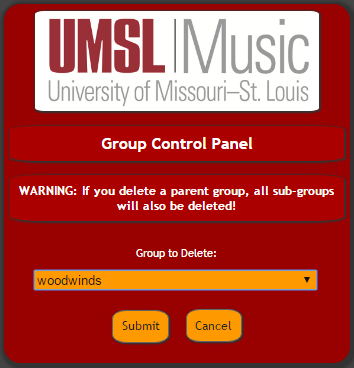 UMSL Music
University of Missouri–St. Louis
Group Control Panel
WARNING: If you delete a parent group, all sub-groups
will also be deleted!
Group to Delete:
woodwinds
Submit Cancel